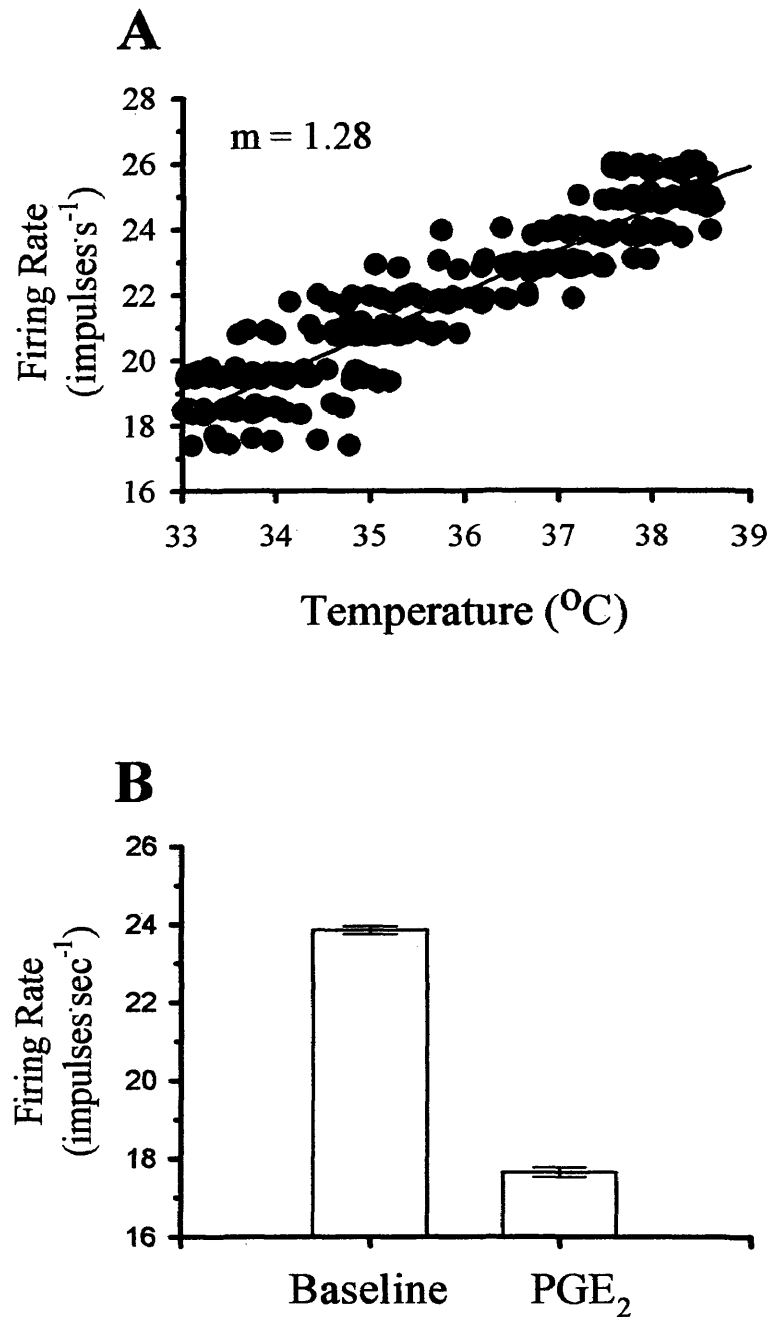 A
28
26
24
22
20
18
16
m = 1.28
Firing Rate
(impulses·s⁻¹)
33 34 35 36 37 38 39
Temperature (⁰C)
B
26
24
22
20
18
16
Firing Rate
(impulses·sec⁻¹)
Baseline PGE₂